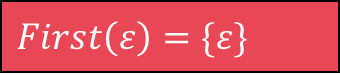 First(ε) = {ε}